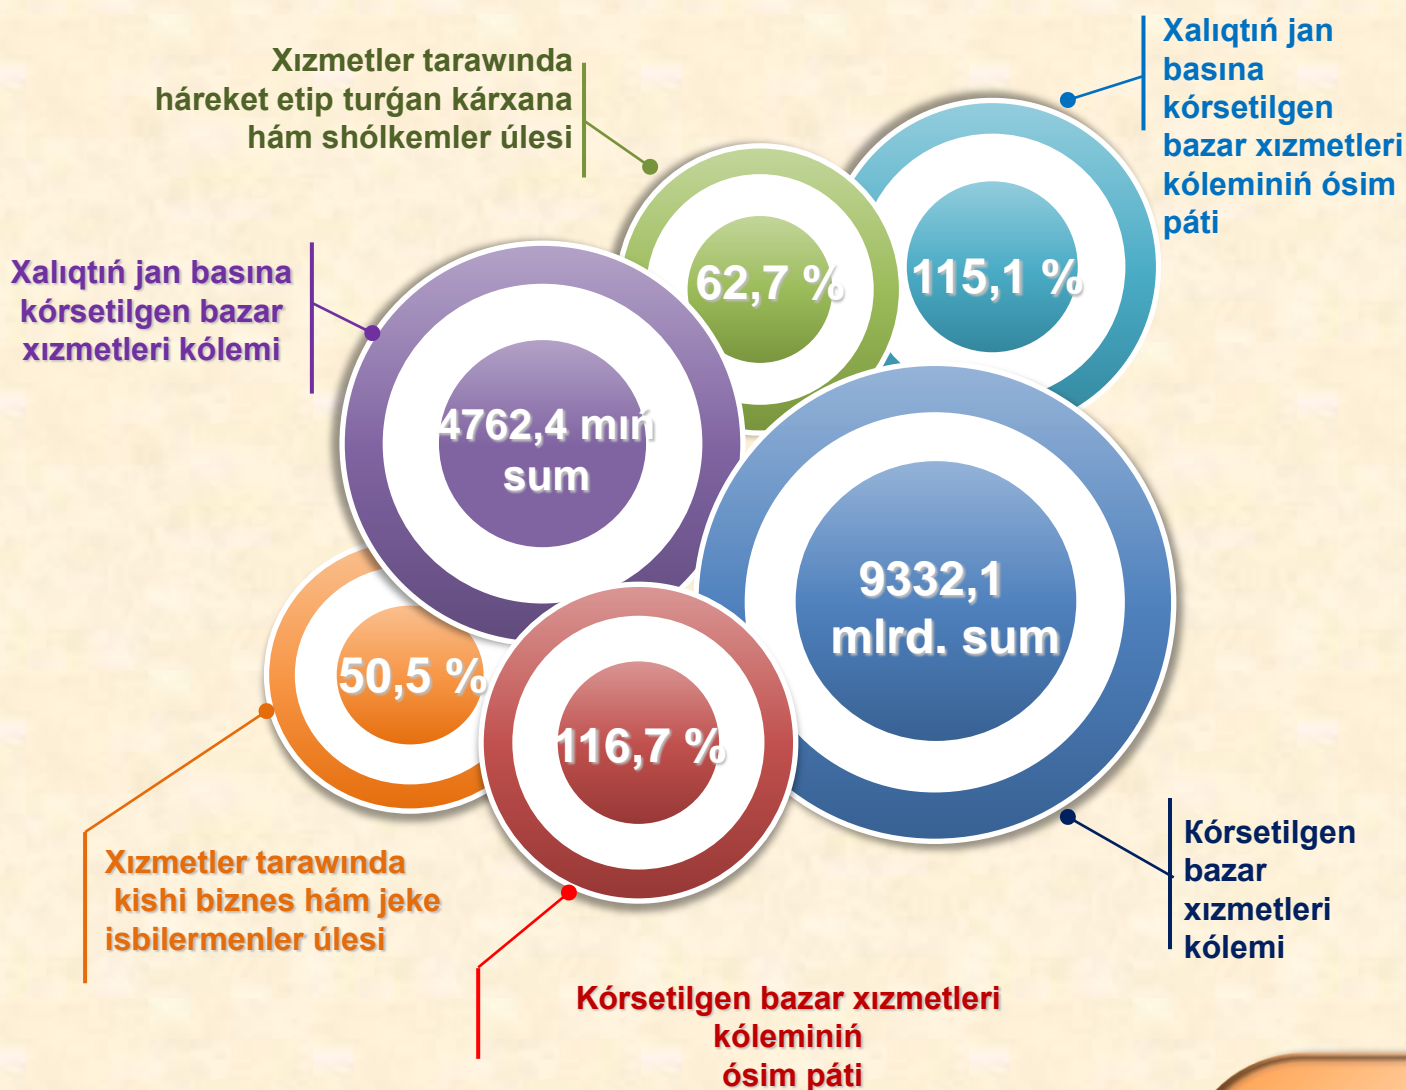 Xızmetler tarawında
háreket etip turǵan kárxana
hám shólkemler úlesi
Xalıqtıń jan
basına
kórsetilgen
bazar xızmetleri
kóleminiń ósim
páti
Xalıqtıń jan basına
kórsetilgen bazar
xızmetleri kólemi
62,7 %
115,1 %
4762,4 mıń
sum
9332,1
mlrd. sum
50,5 %
116,7 %
Xızmetler tarawında
kishi biznes hám jeke
isbilermenler úlesi
Kórsetilgen
bazar
xızmetleri
kólemi
Kórsetilgen bazar xızmetleri
kóleminiń
ósim páti